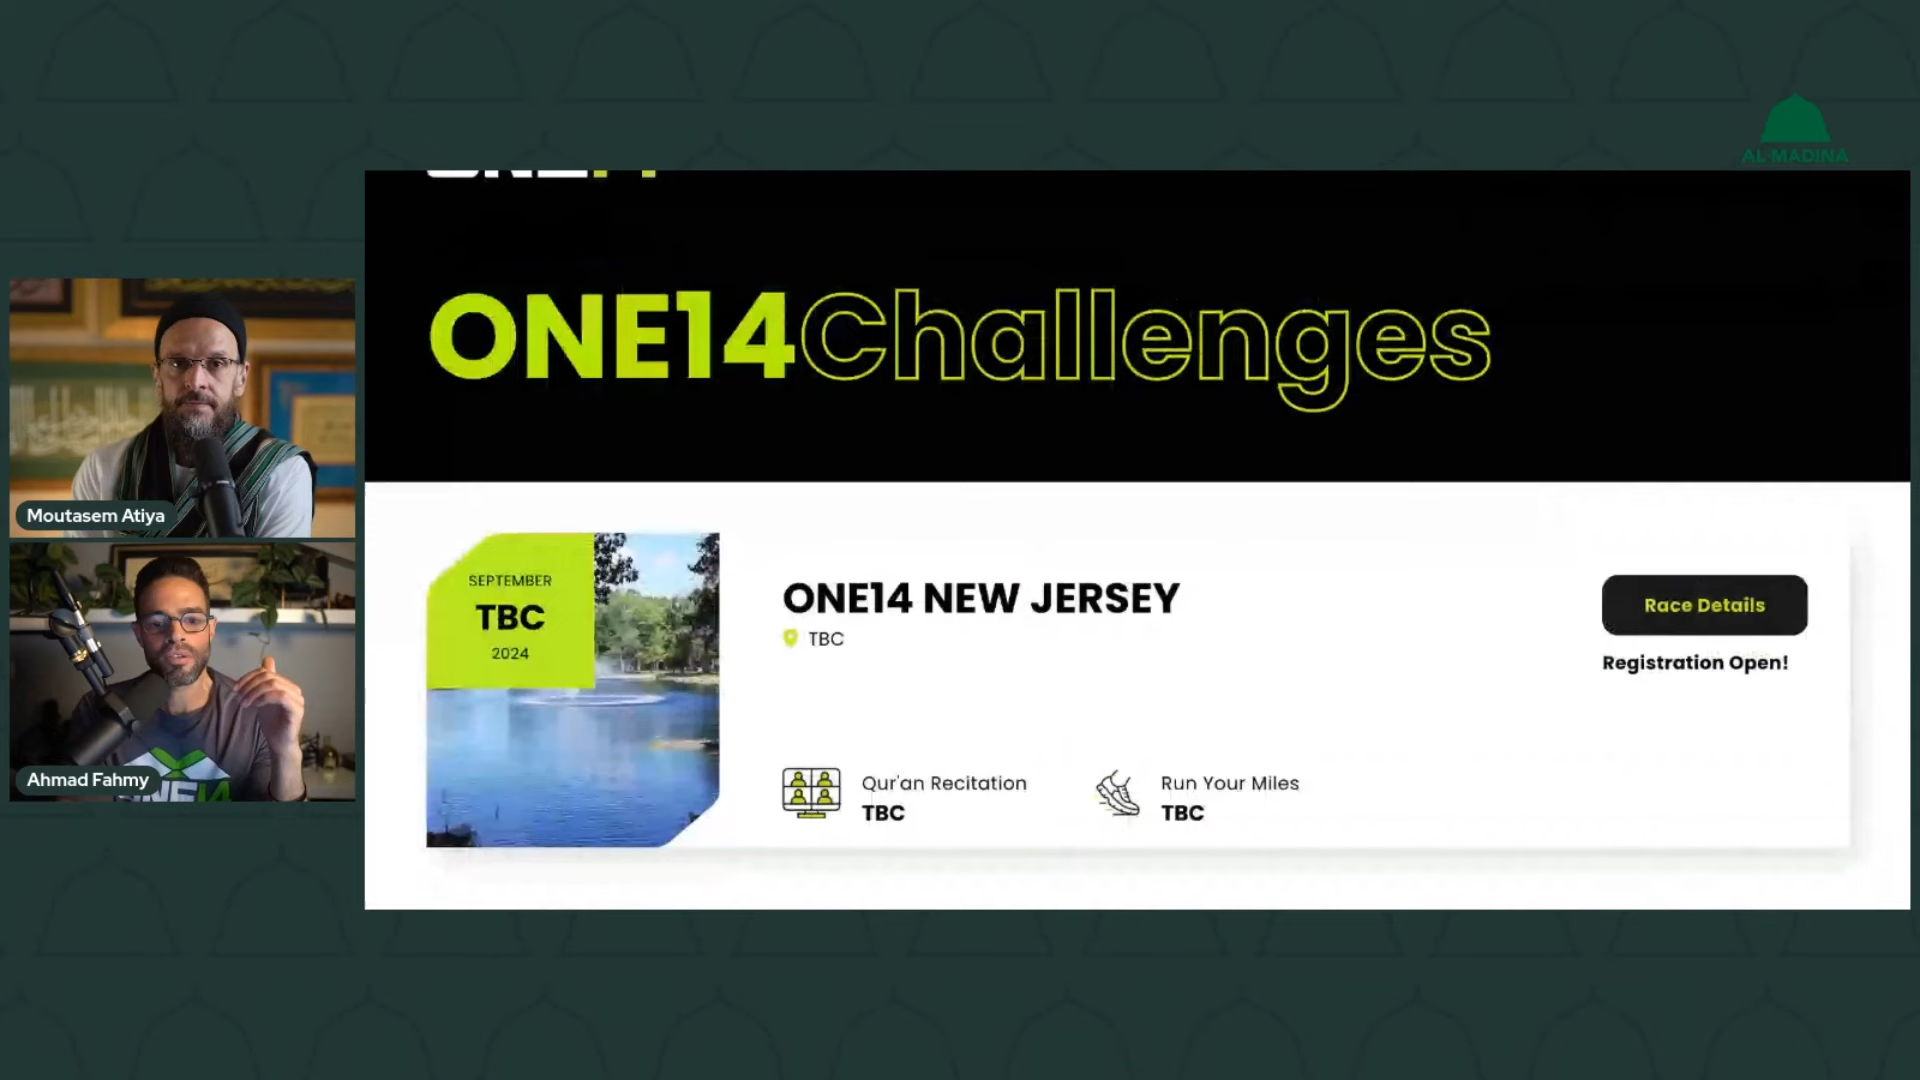 AL MADINA
ONE14Challenges
SEPTEMBER
TBC
2024
ONE14 NEW JERSEY
TBC
Race Details
Registration Open!
Qur'an Recitation
TBC
Run Your Miles
TBC
Moutasem Atiya
Ahmad Fahmy